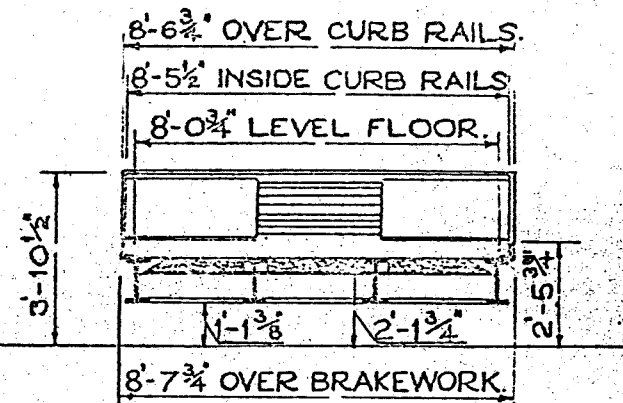 8'-6¾" OVER CURB RAILS.
8'-5½" INSIDE CURB RAILS
8'-0¾" LEVEL FLOOR.
3'-10½"
1'-1⅜"
2'-1¾"
2'-5¾"
8'-7¾" OVER BRAKEWORK.